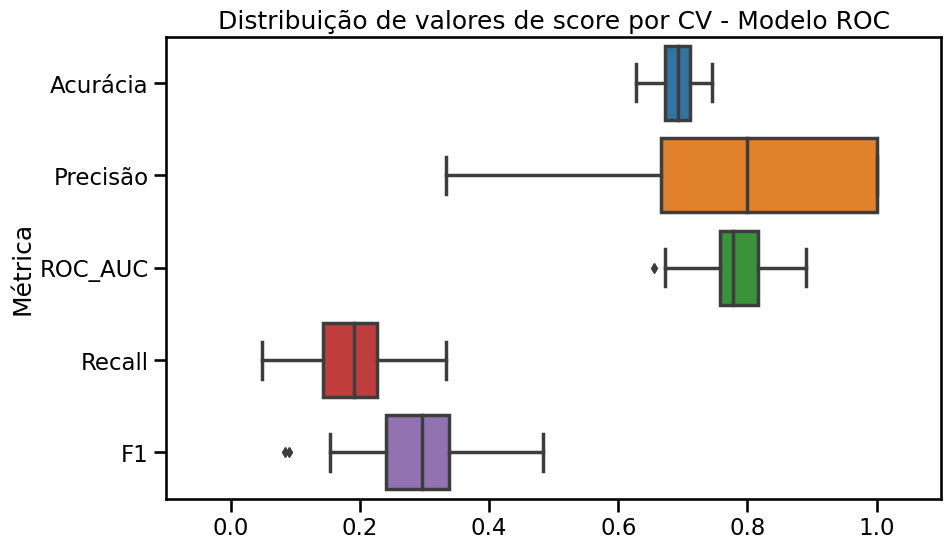 Distribuição de valores de score por CV - Modelo ROC
Métrica
Acurácia
Precisão
ROC_AUC
Recall
F1
0.0 0.2 0.4 0.6 0.8 1.0